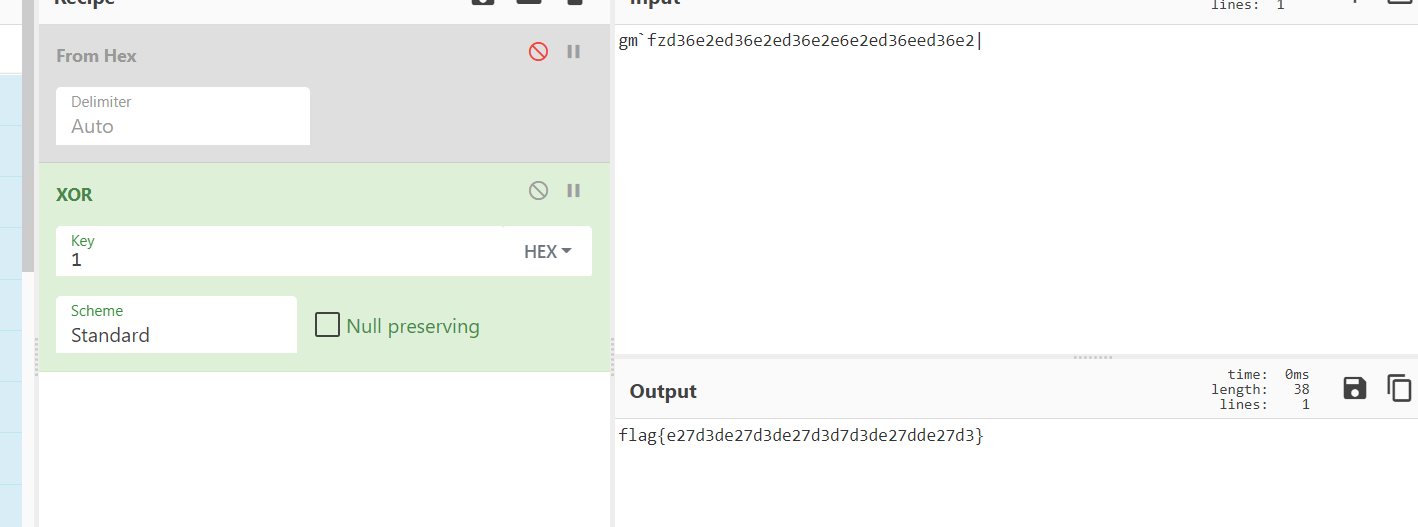 Recipe
From Hex
Delimiter
Auto
XOR
Key
1
HEX
Scheme
Standard
Null preserving
Input
lines: 1
gm`fzd36e2ed36e2ed36e2e6e2ed36eed36e2|
Output
time: 0ms
length: 38
lines: 1
flag{e27d3de27d3de27d3d7d3de27dde27d3}